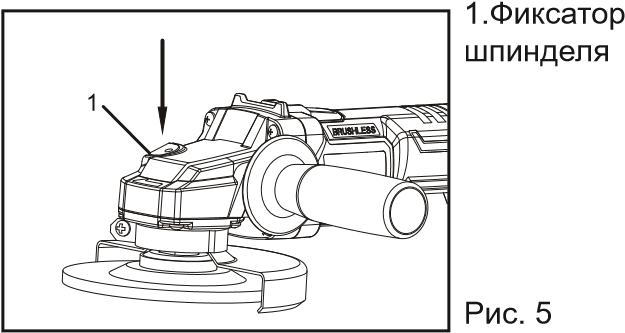 1.Фиксатор
шпинделя
1
BRUSHLESS
Рис. 5